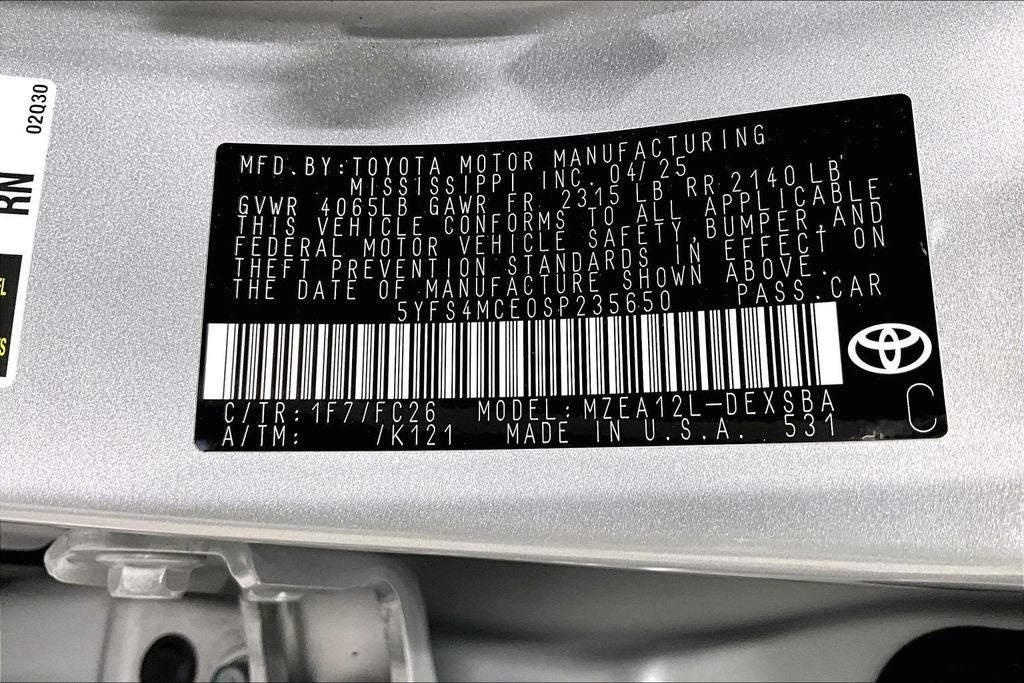 02Q30
RN
MFD.BY:TOYOTA MOTOR MANUFACTURING
MISSISSIPPI INC. 04/25
GVWR 4065LB GAWR FR. 2315 LB RR 2140 LB
THIS VEHICLE CONFORMS TO ALL APPLICABLE
FEDERAL MOTOR VEHICLE SAFETY,BUMPER,AND
THEFT PREVENTION STANDARDS IN EFFECT ON
THE DATE OF MANUFACTURE SHOWN ABOVE.
5YFS4MCE0SP235650 PASS.CAR
C/TR:1F7/FC26 MODEL:MZEA12L-DEXSBA
A/TM: /K121 MADE IN U.S.A. 531
C